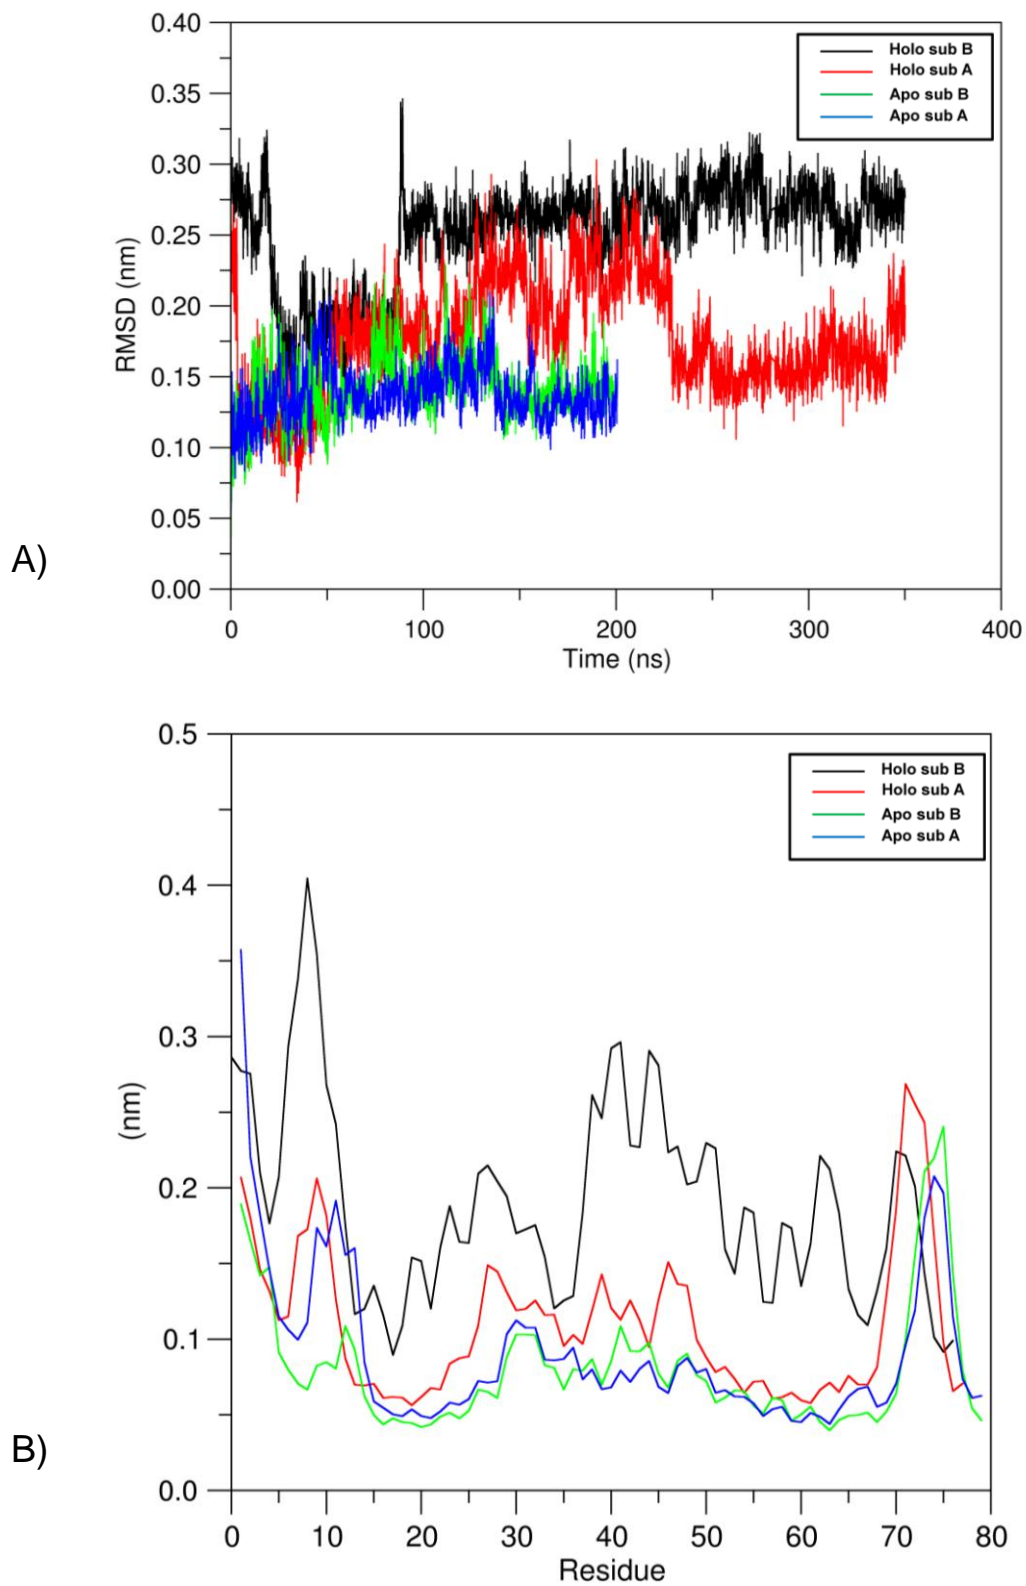 0.40
0.35
0.30
0.25
0.20
0.15
0.10
0.05
0.00
RMSD (nm)
Holo sub B
Holo sub A
Apo sub B
Apo sub A
A)
0 100 200 300 400
Time (ns)
0.5
0.4
0.3
0.2
0.1
0.0
(nm)
Holo sub B
Holo sub A
Apo sub B
Apo sub A
B)
0 10 20 30 40 50 60 70 80
Residue